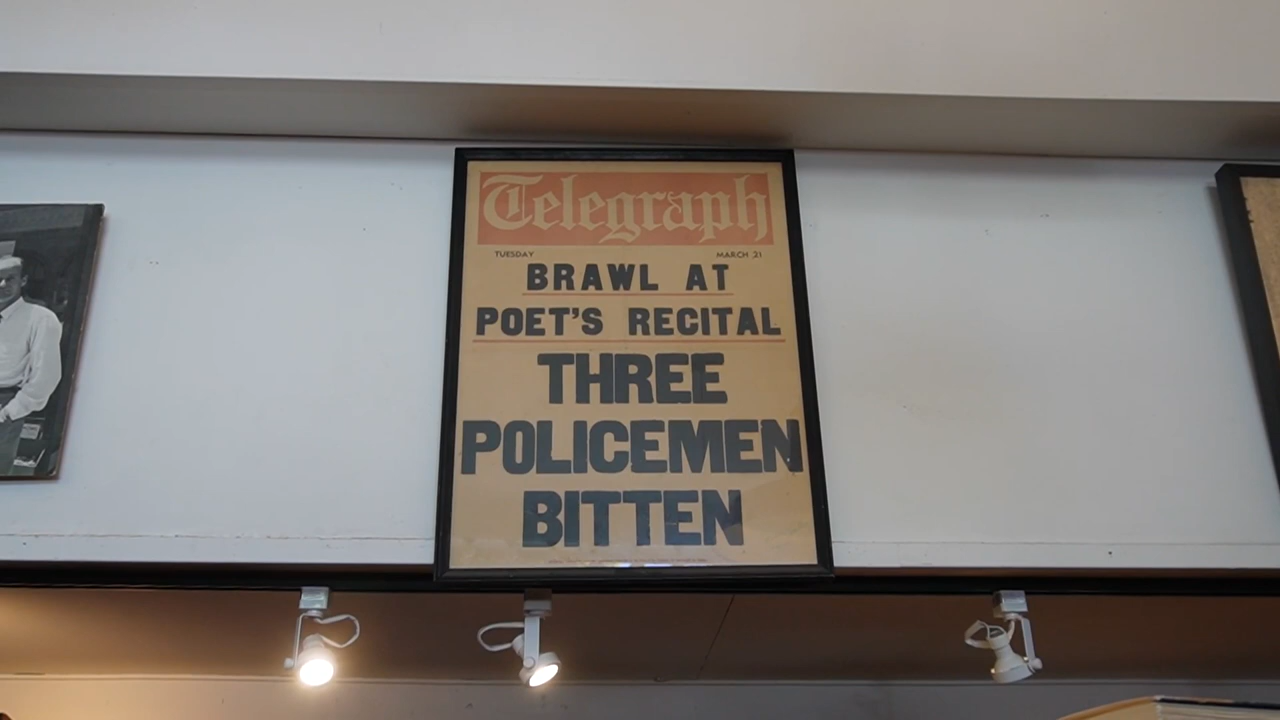 Telegraph
TUESDAY MARCH 21
BRAWL AT
POET'S RECITAL
THREE
POLICEMEN
BITTEN